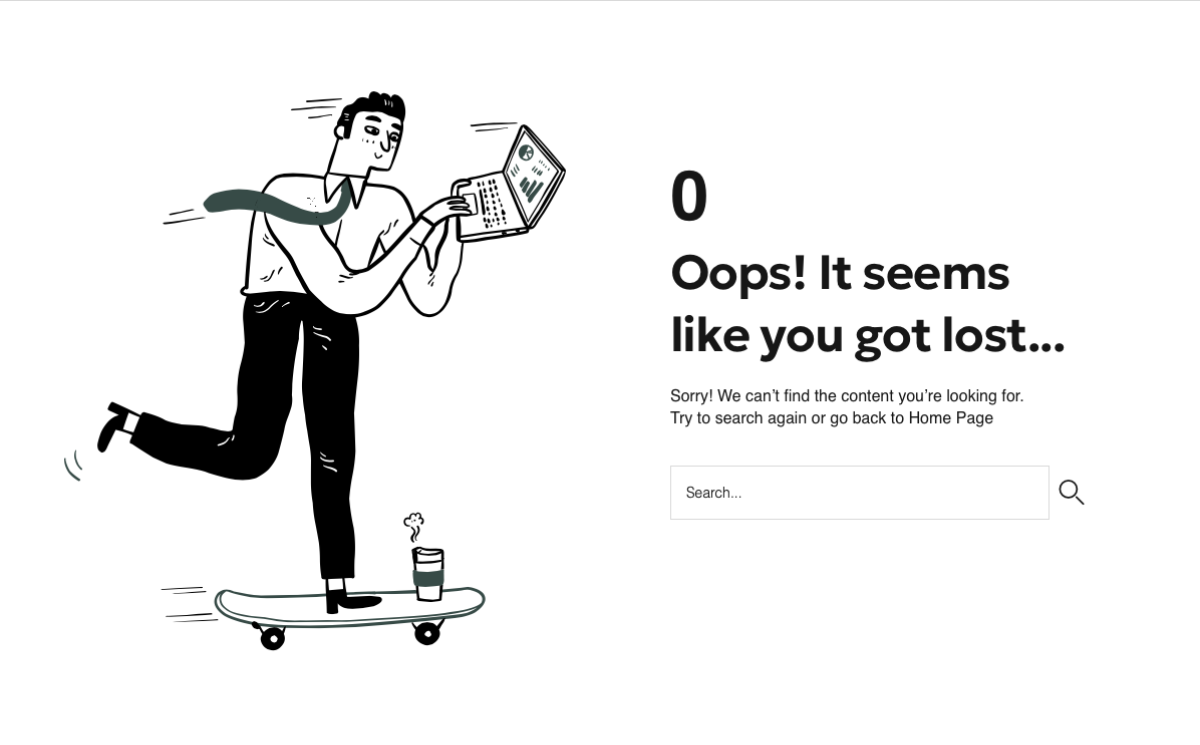 0
Oops! It seems
like you got lost...
Sorry! We can’t find the content you’re looking for.
Try to search again or go back to Home Page
Search...